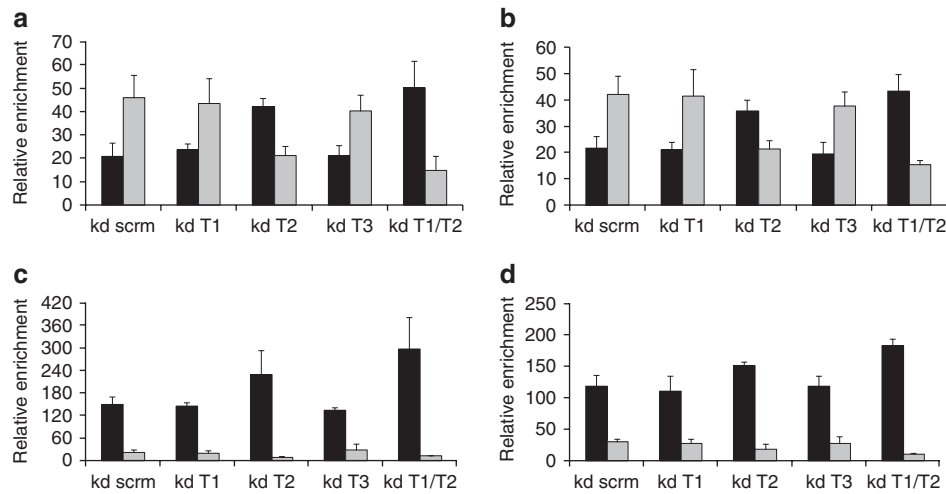 a
Relative enrichment
70
60
50
40
30
20
10
0
kd scrm kd T1 kd T2 kd T3 kd T1/T2
b
Relative enrichment
60
50
40
30
20
10
0
kd scrm kd T1 kd T2 kd T3 kd T1/T2
c
Relative enrichment
420
360
300
240
180
120
60
0
kd scrm kd T1 kd T2 kd T3 kd T1/T2
d
Relative enrichment
250
200
150
100
50
0
kd scrm kd T1 kd T2 kd T3 kd T1/T2